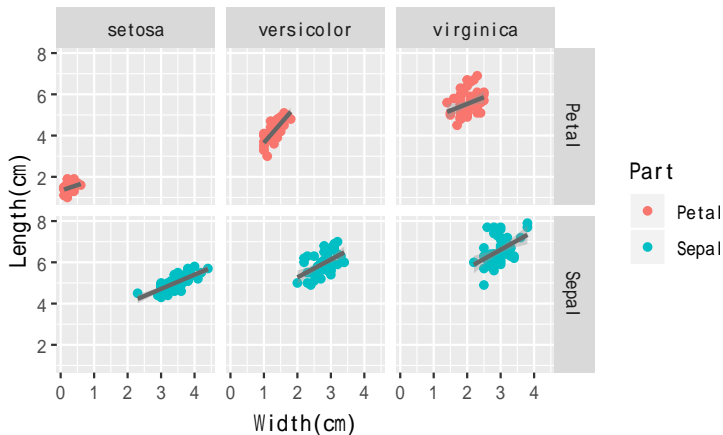 setosa versicolor virginica
8
6
4
2
Petal
8
6
4
2
Sepal
0 1 2 3 4 0 1 2 3 4 0 1 2 3 4
Width(cm)
Length(cm)
Part
Petal
Sepal